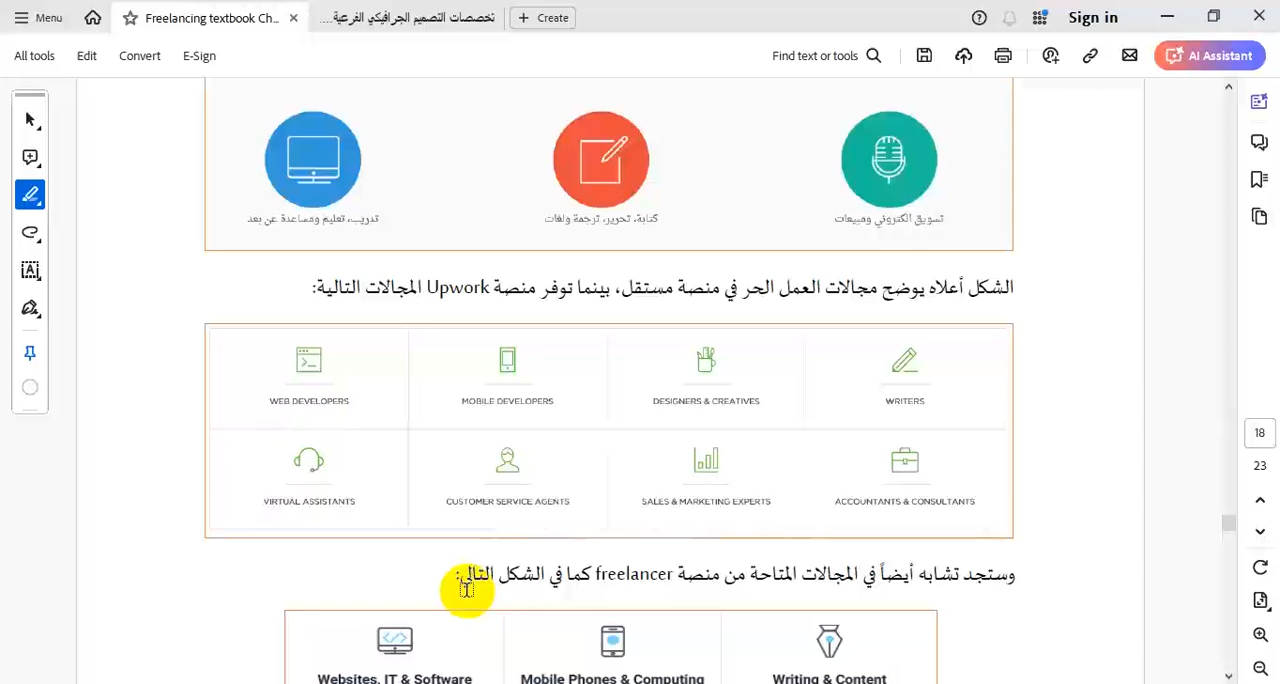 Menu
Freelancing textbook Ch...
تخصصات التصميم الجرافيكي الفرعية....
Create
Sign in
All tools
Edit
Convert
E-Sign
Find text or tools
AI Assistant
تدريب، تعليم ومساعدة عن بعد
كتابة، تحرير، ترجمة ولغات
تسويق الكتروني ومبيعات
الشكل أعلاه يوضح مجالات العمل الحر في منصة مستقل، بينما توفر منصة Upwork المجالات التالية:
WEB DEVELOPERS
MOBILE DEVELOPERS
DESIGNERS & CREATIVES
WRITERS
VIRTUAL ASSISTANTS
CUSTOMER SERVICE AGENTS
SALES & MARKETING EXPERTS
ACCOUNTANTS & CONSULTANTS
وستجد تشابه أيضاً في المجالات المتاحة من منصة freelancer كما في الشكل التالي:
Websites, IT & Software
Mobile Phones & Computing
Writing & Content
18
23